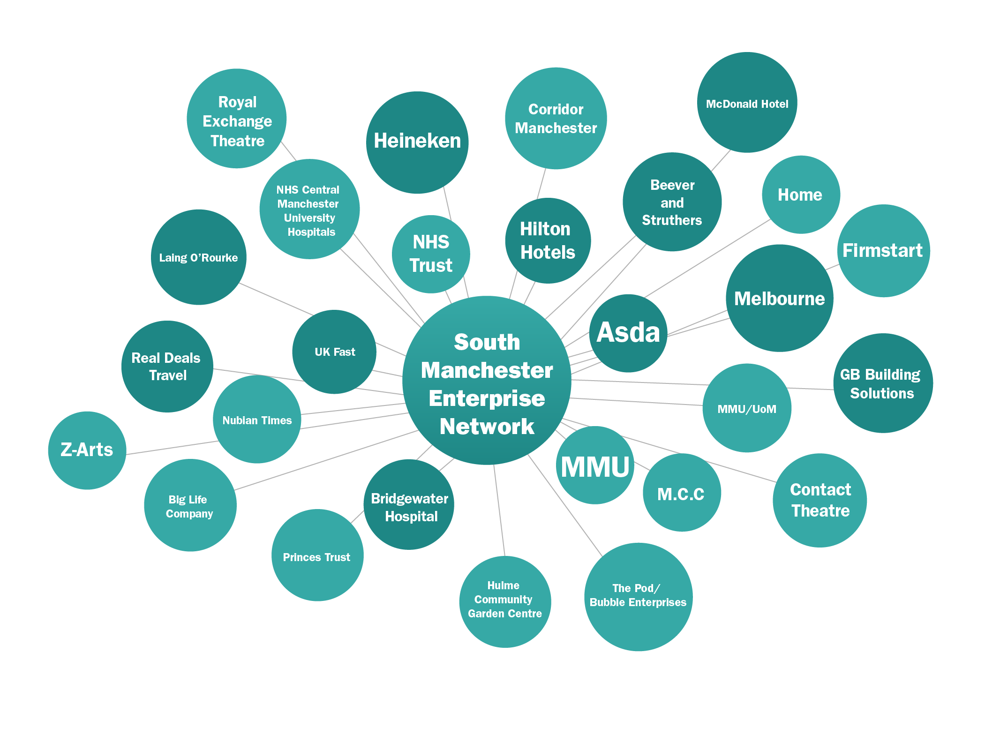 Royal
Exchange
Theatre
Heineken
Corridor
Manchester
McDonald Hotel
NHS Central
Manchester
University
Hospitals
Beever
and
Struthers
Home
Laing O’Rourke
NHS
Trust
Hilton
Hotels
Firmstart
Melbourne
Asda
UK Fast
Real Deals
Travel
South
Manchester
Enterprise
Network
GB Building
Solutions
MMU/UoM
Nubian Times
Z-Arts
MMU
M.C.C
Contact
Theatre
Big Life
Company
Bridgewater
Hospital
Princes Trust
Hulme
Community
Garden Centre
The Pod/
Bubble Enterprises